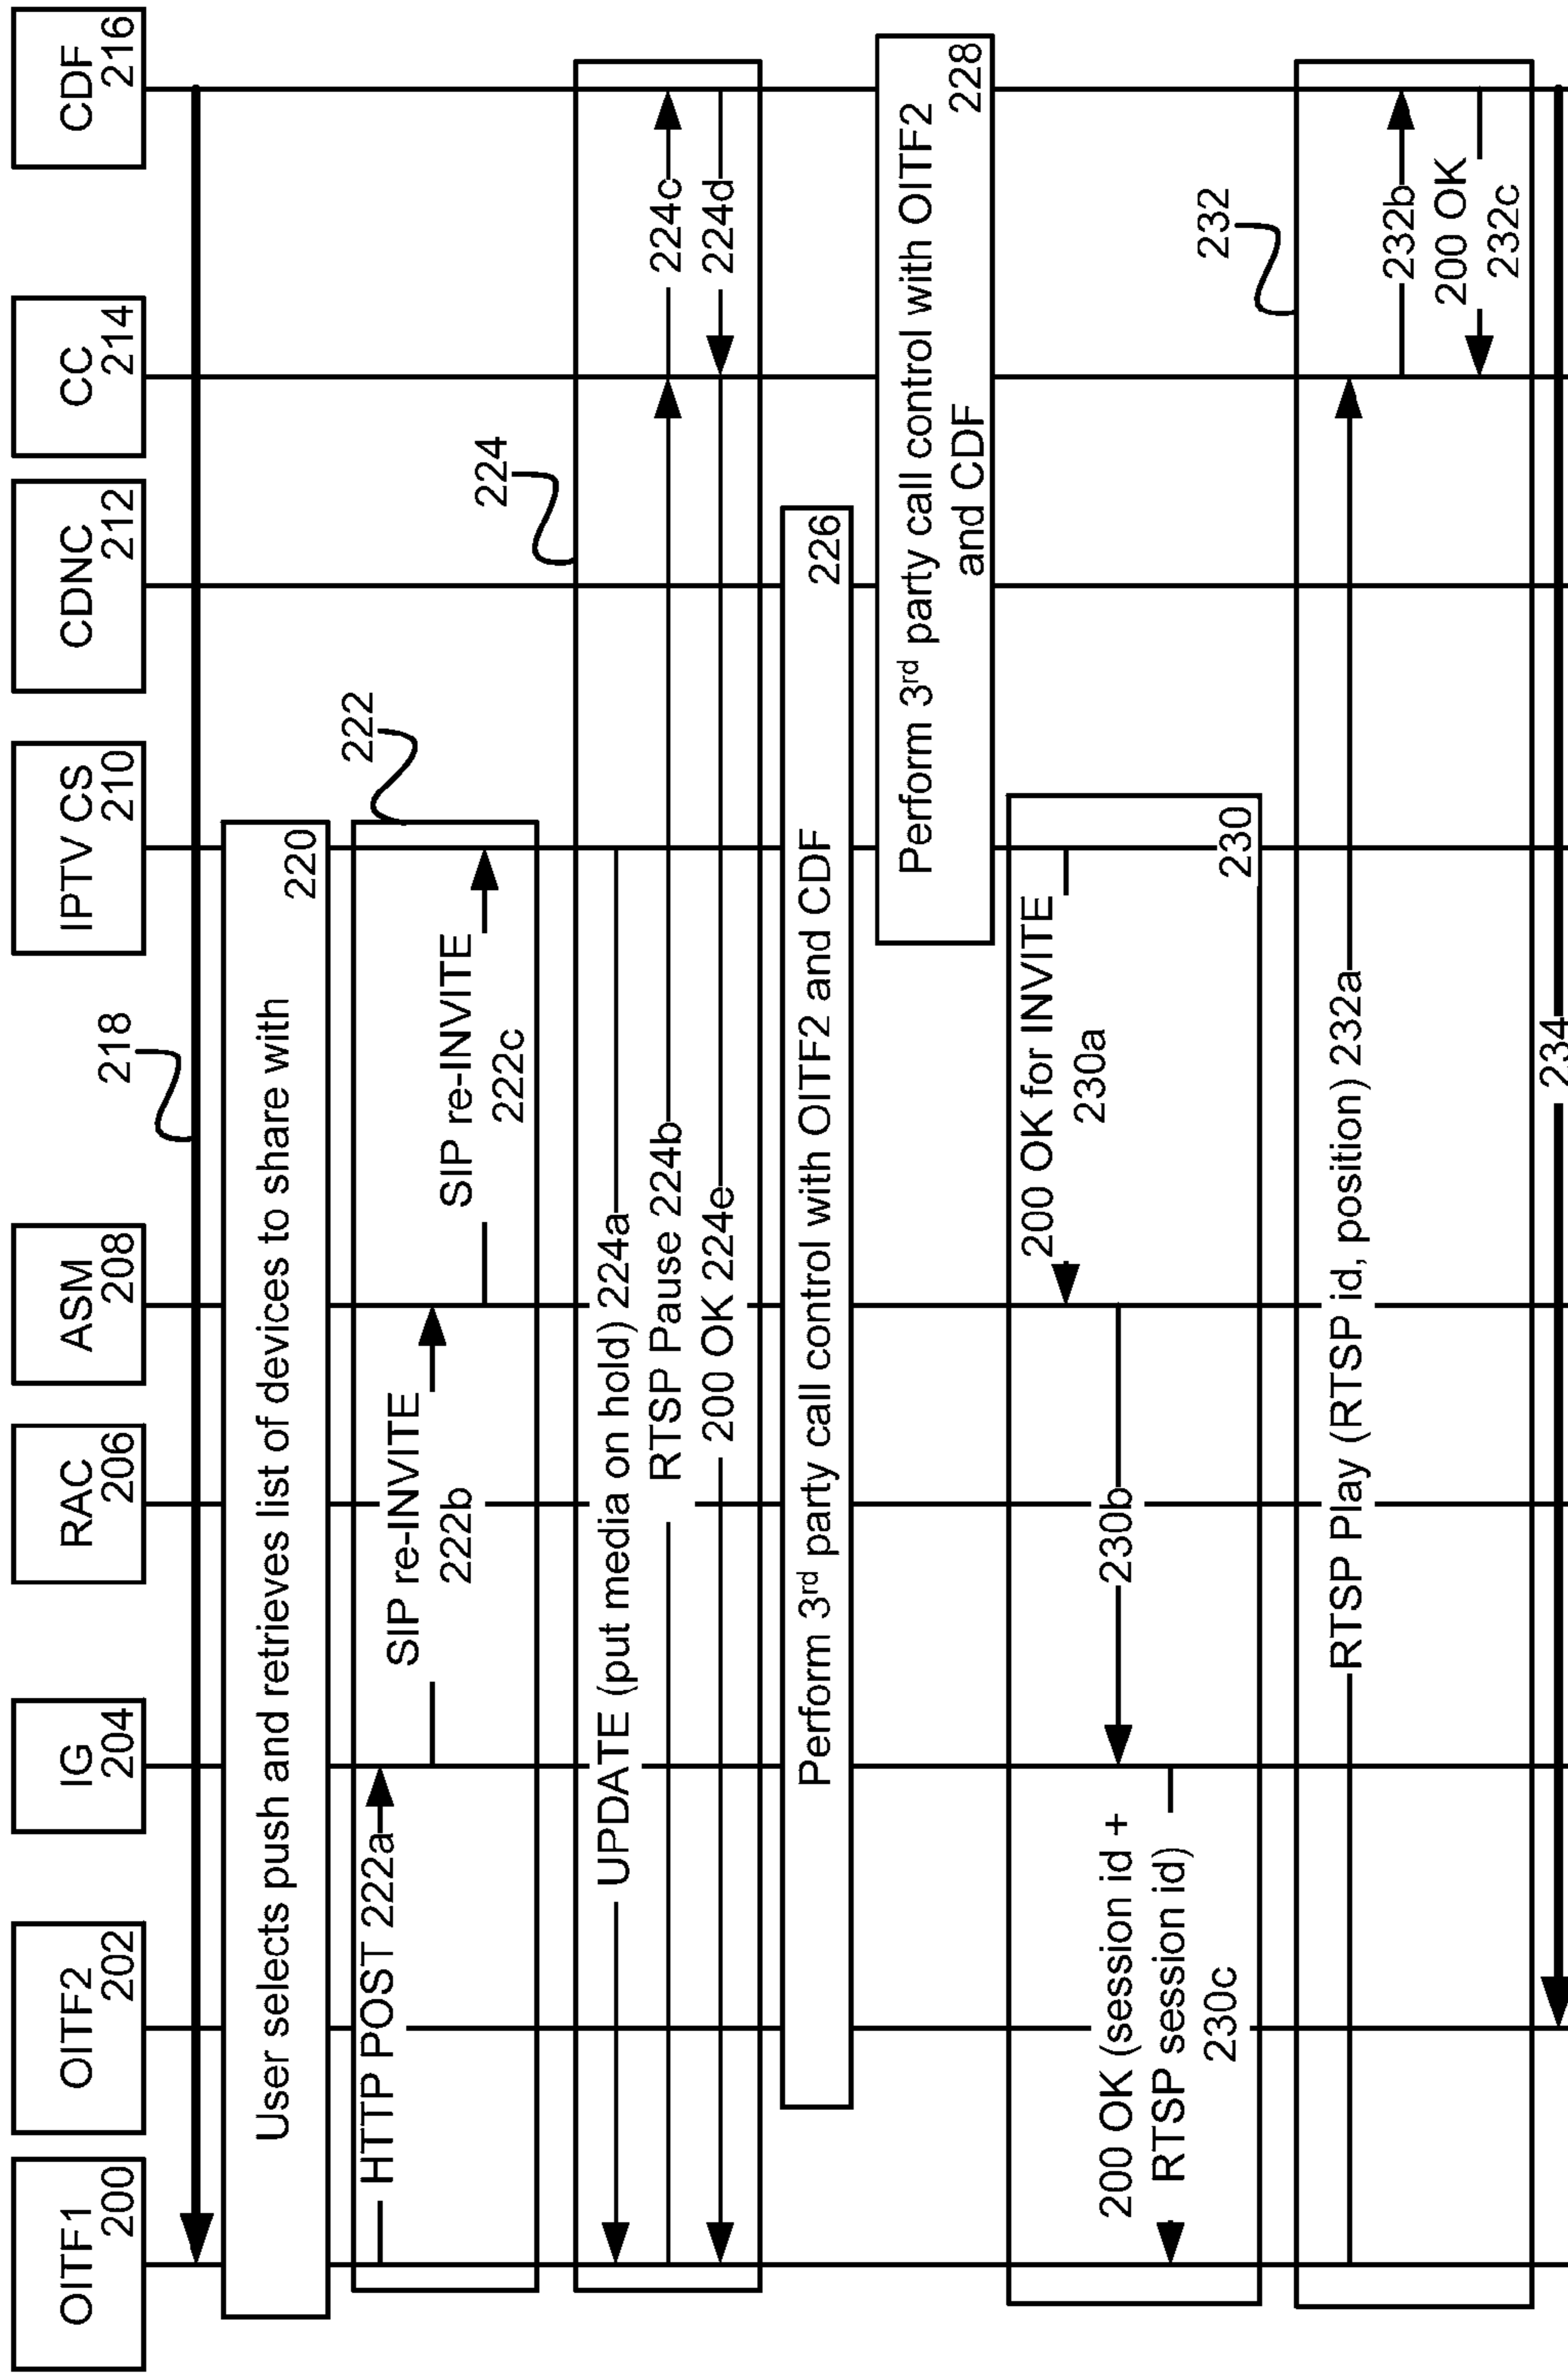 OITF1
200
OITF2
202
IG
204
RAC
206
ASM
208
IPTV CS
210
CDNC
212
CC
214
CDF
216
218
User selects push and retrieves list of devices to share with
220
222
HTTP POST 222a
SIP re-INVITE
222b
SIP re-INVITE
222c
224
UPDATE (put media on hold) 224a
RTSP Pause 224b
224c
200 OK 224e
224d
Perform 3rd party call control with OITF2 and CDF
226
Perform 3rd party call control with OITF2
and CDF
228
200 OK for INVITE
230a
230b
200 OK (session id +
RTSP session id)
230c
230
232
RTSP Play (RTSP id, position) 232a
232b
200 OK
232c
234